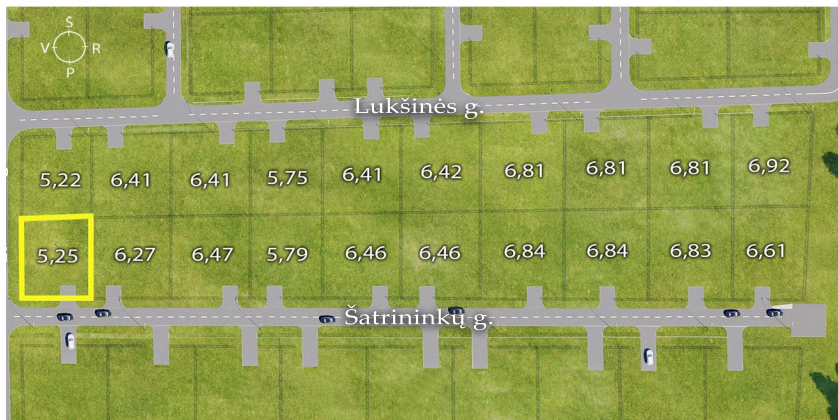 Š
V R
P
Lukšinės g.
5,22 6,41 6,41 5,75 6,41 6,42 6,81 6,81 6,81 6,92
5,25 6,27 6,47 5,79 6,46 6,46 6,84 6,84 6,83 6,61
Šatrininkų g.